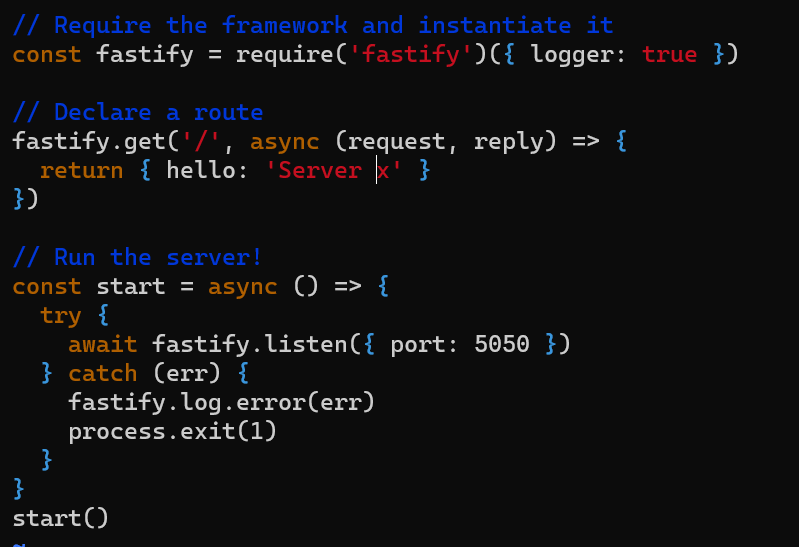 // Require the framework and instantiate it
const fastify = require('fastify')({ logger: true })

// Declare a route
fastify.get('/', async (request, reply) => {
  return { hello: 'Server x' }
})

// Run the server!
const start = async () => {
  try {
    await fastify.listen({ port: 5050 })
  } catch (err) {
    fastify.log.error(err)
    process.exit(1)
  }
}
start()
~